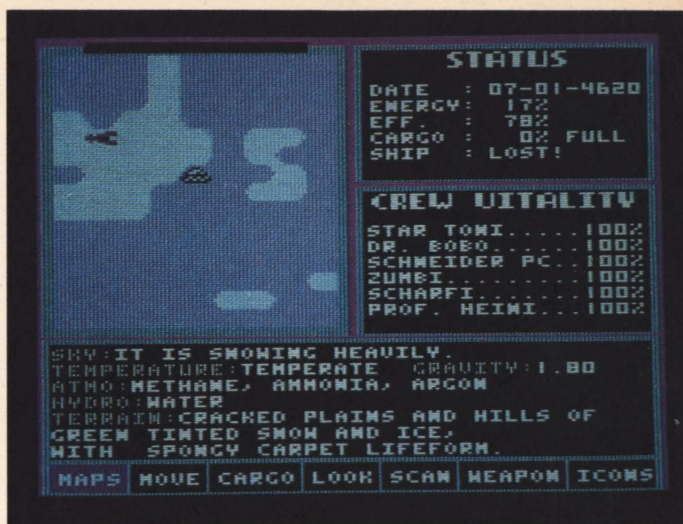 STATUS
DATE : 07-01-4620
ENERGY: 17%
EFF. : 78%
CARGO : 0% FULL
SHIP : LOST!
CREW VITALITY
STAR TOMI.....100%
DR. BOBO......100%
SCHNEIDER PC..100%
ZUMBI.........100%
SCHARFI.......100%
PROF. HEIMI...100%
SKY:IT IS SNOWING HEAVILY.
TEMPERATURE:TEMPERATE GRAVITY:1.80
ATMO:METHANE, AMMONIA, ARGON
HYDRO:WATER
TERRAIN:CRACKED PLAINS AND HILLS OF
GREEN TINTED SNOW AND ICE,
WITH SPONGY CARPET LIFEFORM.
MAPS MOVE CARGO LOOK SCAN WEAPON ICONS